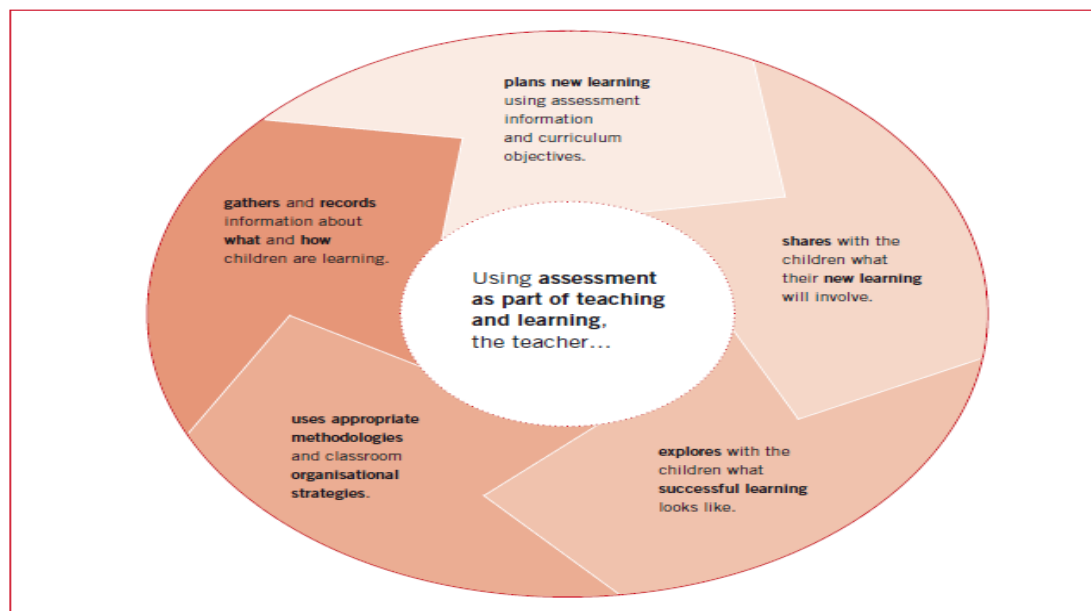 plans new learning
using assessment
information
and curriculum
objectives.
shares with the
children what
their new learning
will involve.
explores with the
children what
successful learning
looks like.
uses appropriate
methodologies
and classroom
organisational
strategies.
gathers and records
information about
what and how
children are learning.
Using assessment
as part of teaching
and learning,
the teacher...